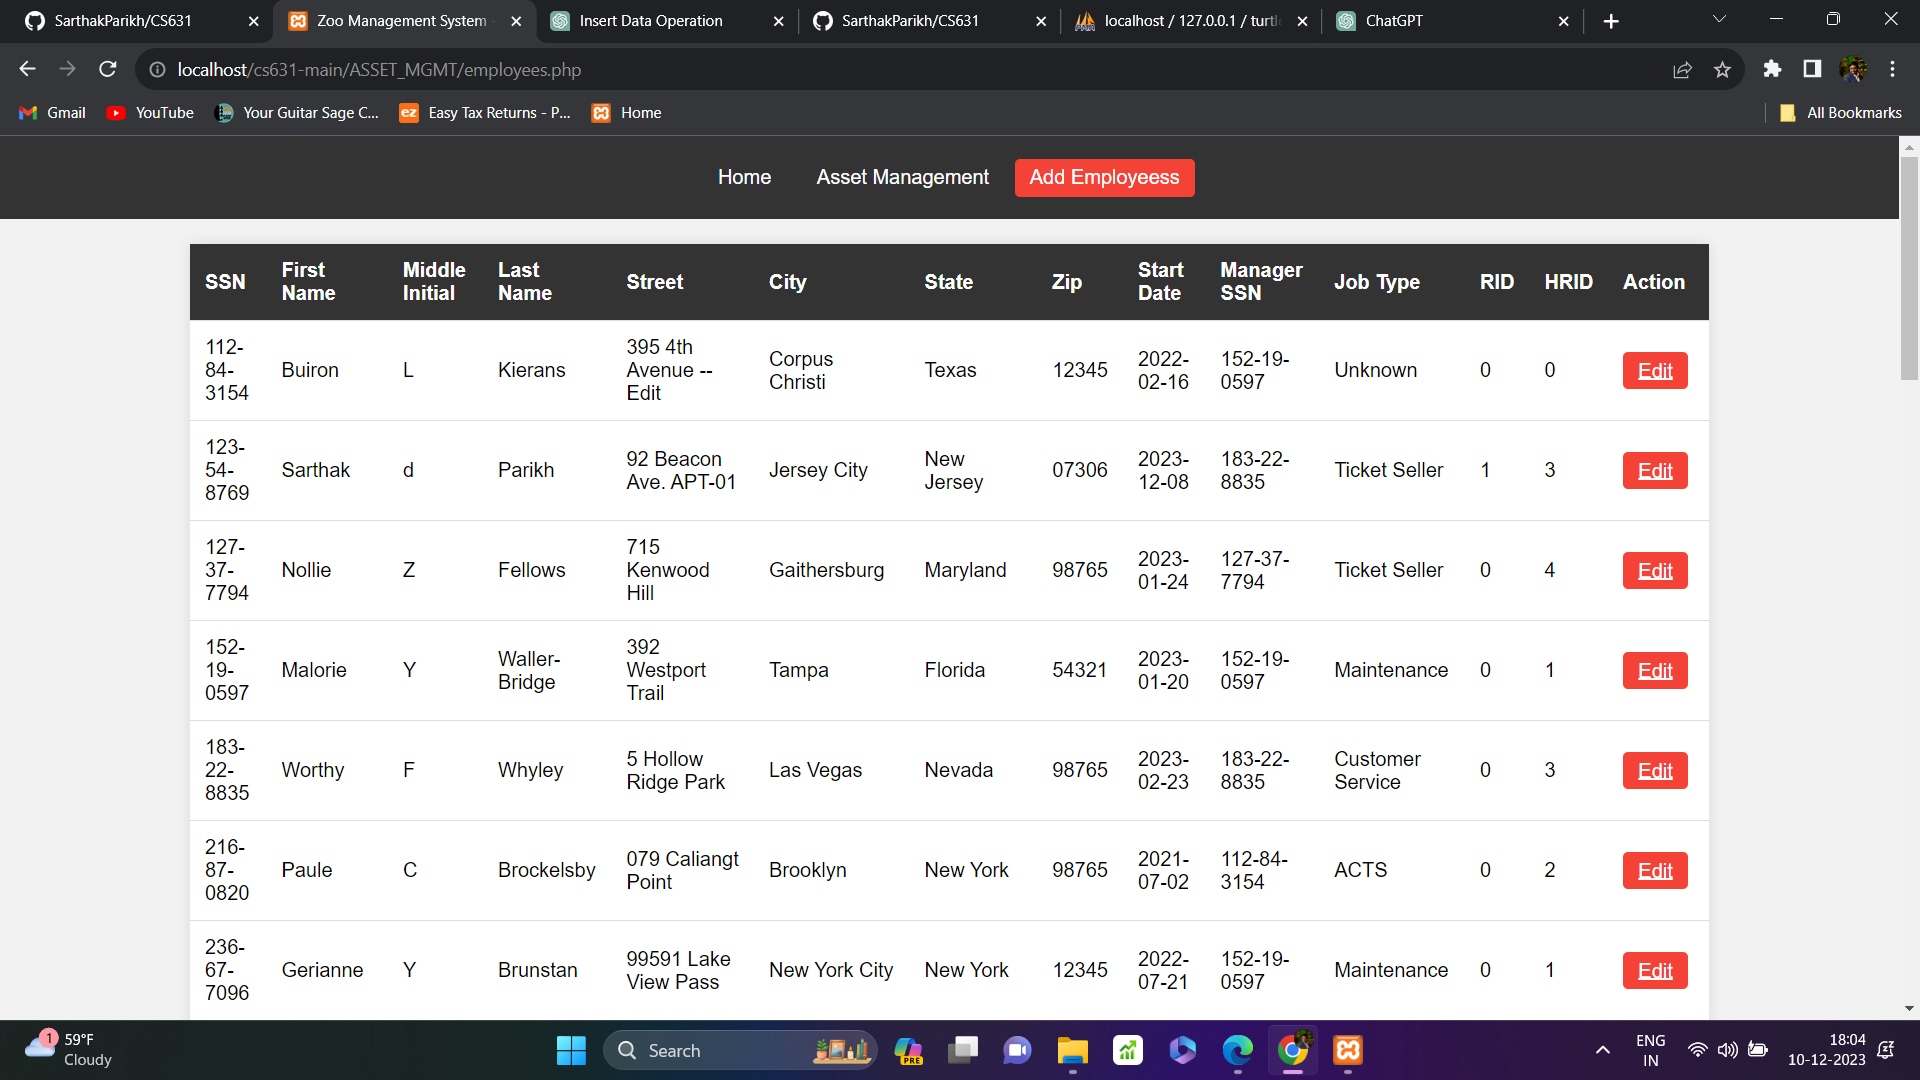 SarthakParikh/CS631
Zoo Management System
Insert Data Operation
SarthakParikh/CS631
localhost / 127.0.0.1 / turtl
ChatGPT
localhost/cs631-main/ASSET_MGMT/employees.php
Gmail
YouTube
Your Guitar Sage C...
Easy Tax Returns - P...
Home
All Bookmarks
Home
Asset Management
Add Employeess
SSN First Name Middle Initial Last Name Street City State Zip Start Date Manager SSN Job Type RID HRID Action
112-84-3154 Buiron L Kierans 395 4th Avenue -- Edit Corpus Christi Texas 12345 2022-02-16 152-19-0597 Unknown 0 0 Edit
123-54-8769 Sarthak d Parikh 92 Beacon Ave. APT-01 Jersey City New Jersey 07306 2023-12-08 183-22-8835 Ticket Seller 1 3 Edit
127-37-7794 Nollie Z Fellows 715 Kenwood Hill Gaithersburg Maryland 98765 2023-01-24 127-37-7794 Ticket Seller 0 4 Edit
152-19-0597 Malorie Y Waller-Bridge 392 Westport Trail Tampa Florida 54321 2023-01-20 152-19-0597 Maintenance 0 1 Edit
183-22-8835 Worthy F Whyley 5 Hollow Ridge Park Las Vegas Nevada 98765 2023-02-23 183-22-8835 Customer Service 0 3 Edit
216-87-0820 Paule C Brockelsby 079 Caliangt Point Brooklyn New York 98765 2021-07-02 112-84-3154 ACTS 0 2 Edit
236-67-7096 Gerianne Y Brunstan 99591 Lake View Pass New York City New York 12345 2022-07-21 152-19-0597 Maintenance 0 1 Edit
1
59°F
Cloudy
Search
PRE
ENG
IN
18:04
10-12-2023